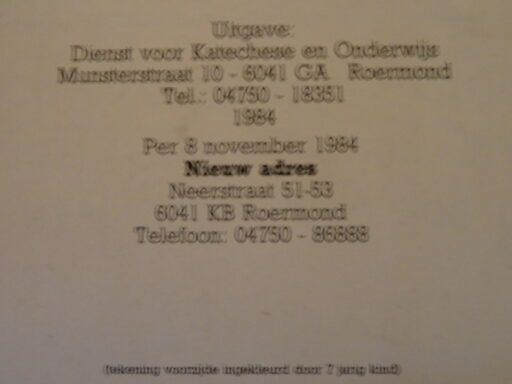 Uitgave:
Dienst voor Katechese en Onderwijs
Munsterstraat 10 - 6041 GA Roermond
Tel.: 04750 - 18351
1984
Per 8 november 1984
Nieuw adres
Neerstraat 51-53
6041 KB Roermond
Telefoon: 04750 - 86888
(tekening voorzijde ingekleurd door 7 jarig kind)